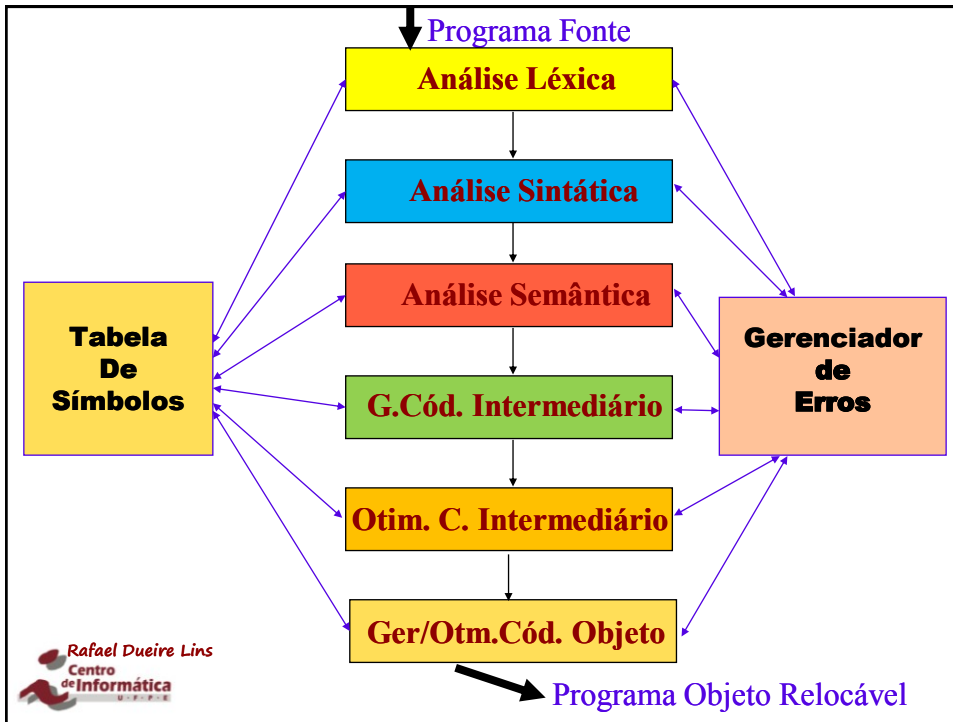 Programa Fonte
Análise Léxica
Análise Sintática
Análise Semântica
Tabela
De
Símbolos
Gerenciador
de
Erros
G.Cód. Intermediário
Otim. C. Intermediário
Ger/Otm.Cód. Objeto
Rafael Dueire Lins
Centro
de Informática
U · F · P · E
Programa Objeto Relocável